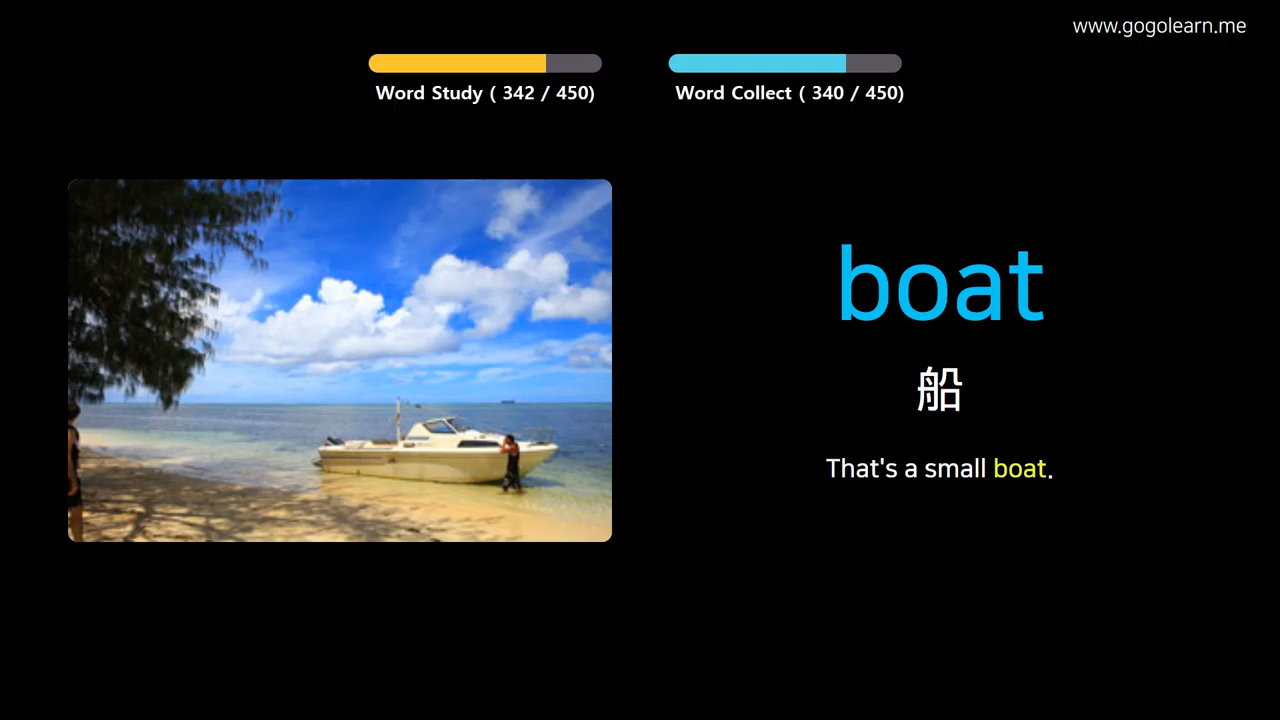 www.gogolearn.me
Word Study ( 342 / 450)
Word Collect ( 340 / 450)
boat
船
That's a small boat.